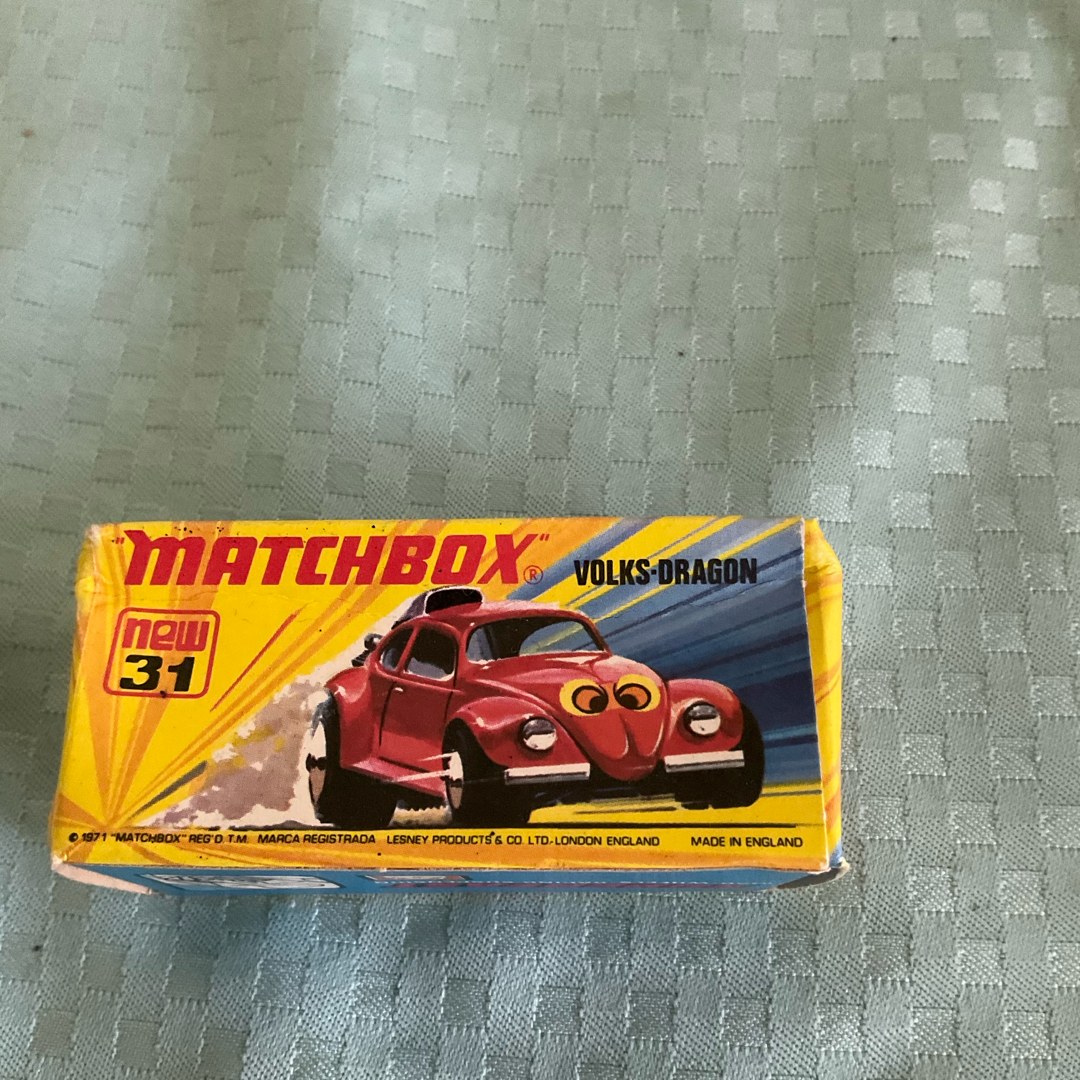 "MATCHBOX"®
VOLKS-DRAGON
new
31
© 1971 "MATCHBOX" REG'D. T.M. MARCA REGISTRADA LESNEY PRODUCTS & CO. LTD. LONDON ENGLAND MADE IN ENGLAND